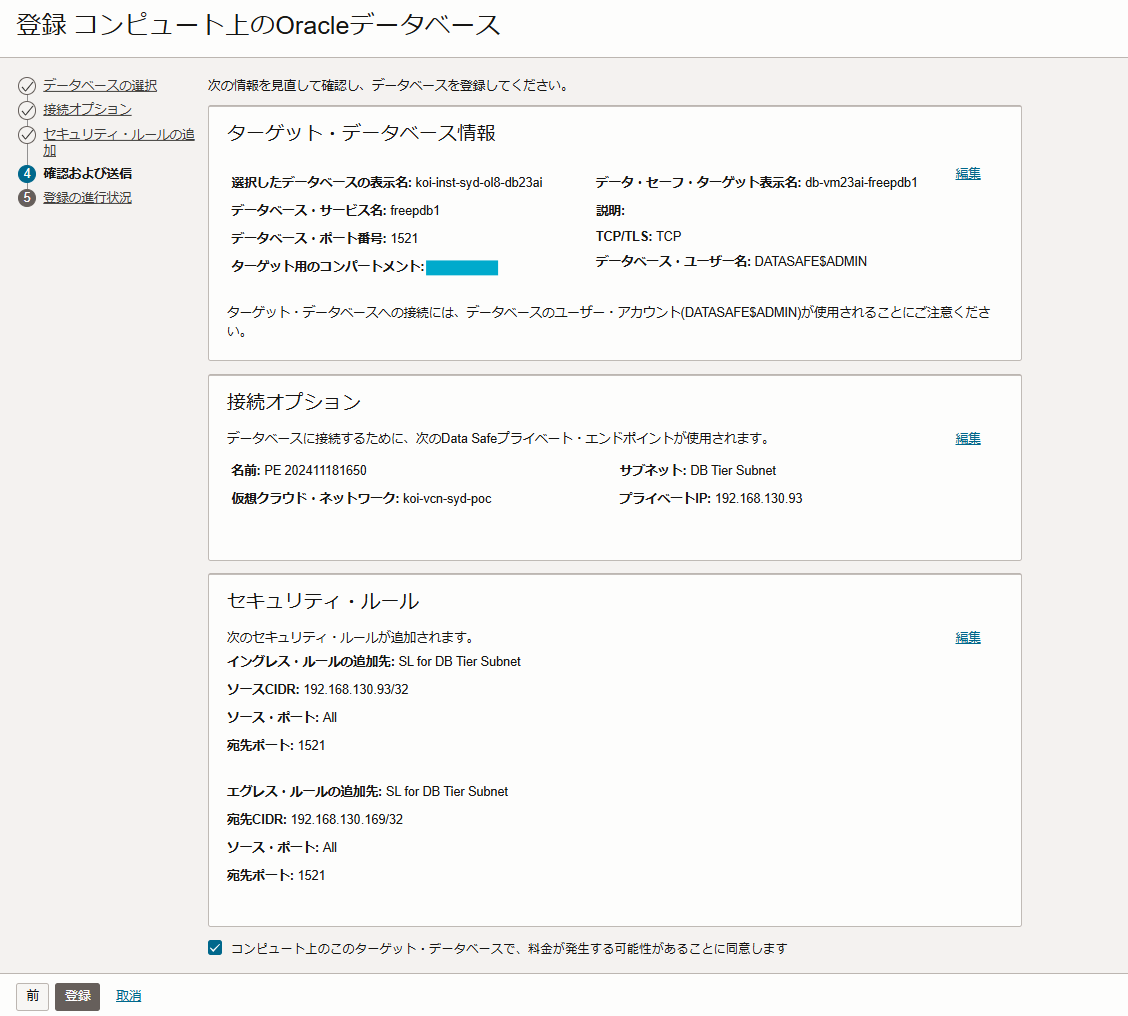 登録 コンピュート上のOracleデータベース
データベースの選択
接続オプション
セキュリティ・ルールの追
加
4 確認および送信
5 登録の進行状況
次の情報を見直して確認し、データベースを登録してください。
ターゲット・データベース情報
編集
選択したデータベースの表示名: koi-inst-syd-ol8-db23ai
データベース・サービス名: freepdb1
データベース・ポート番号: 1521
ターゲット用のコンパートメント:
データ・セーフ・ターゲット表示名: db-vm23ai-freepdb1
説明:
TCP/TLS: TCP
データベース・ユーザー名: DATASAFE$ADMIN
ターゲット・データベースへの接続には、データベースのユーザー・アカウント(DATASAFE$ADMIN)が使用されることにご注意くださ
い。
接続オプション
データベースに接続するために、次のData Safeプライベート・エンドポイントが使用されます。
編集
名前: PE 202411181650
サブネット: DB Tier Subnet
仮想クラウド・ネットワーク: koi-vcn-syd-poc
プライベートIP: 192.168.130.93
セキュリティ・ルール
次のセキュリティ・ルールが追加されます。
編集
イングレス・ルールの追加先: SL for DB Tier Subnet
ソースCIDR: 192.168.130.93/32
ソース・ポート: All
宛先ポート: 1521
エグレス・ルールの追加先: SL for DB Tier Subnet
宛先CIDR: 192.168.130.169/32
ソース・ポート: All
宛先ポート: 1521
コンピュート上のこのターゲット・データベースで、料金が発生する可能性があることに同意します
前
登録
取消